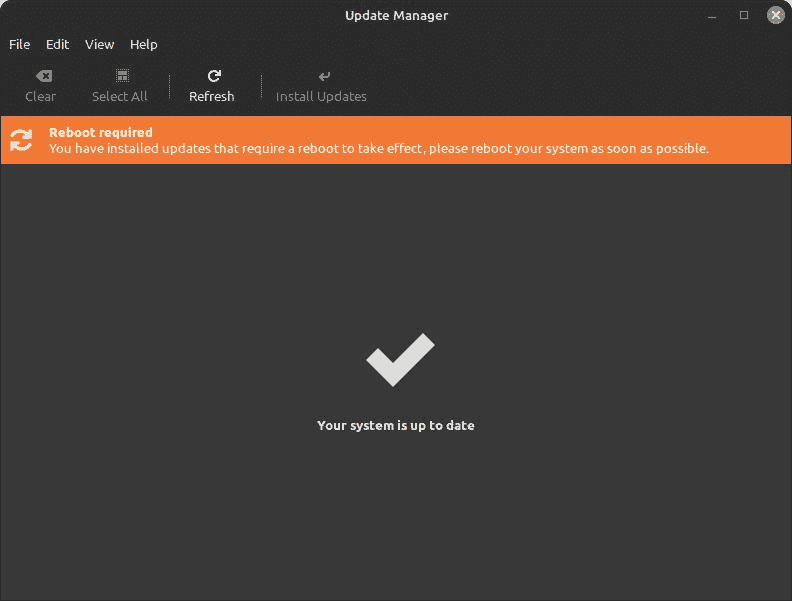 Update Manager
File Edit View Help
Clear Select All Refresh Install Updates
Reboot required
You have installed updates that require a reboot to take effect, please reboot your system as soon as possible.
Your system is up to date